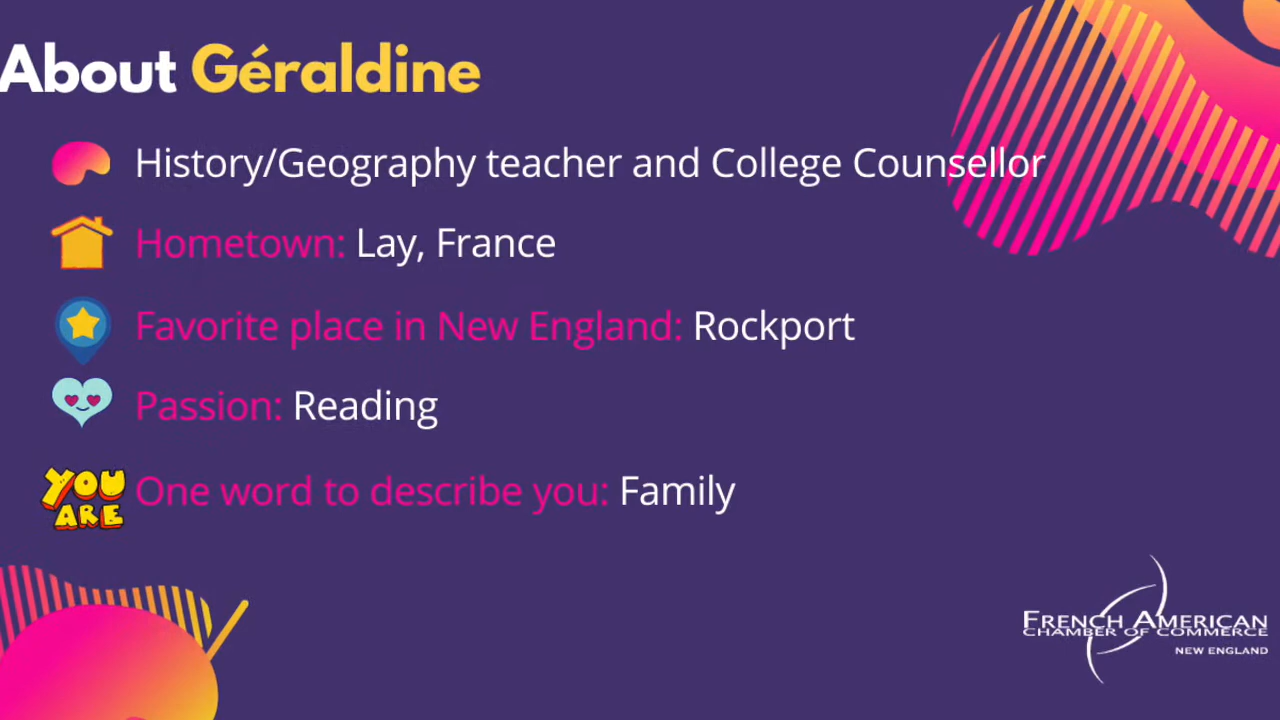 About Géraldine
History/Geography teacher and College Counsellor
Hometown: Lay, France
Favorite place in New England: Rockport
Passion: Reading
YOU
ARE
One word to describe you: Family
FRENCH AMERICAN
CHAMBER OF COMMERCE
NEW ENGLAND